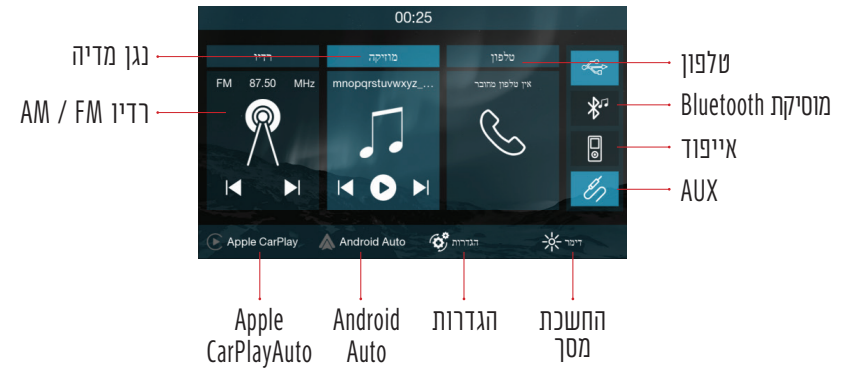 00:25
נגן מדיה
רדיו
מוזיקה
טלפון
טלפון
FM 87.50 MHz
mnopqrstuvwxyz_...
אין טלפון מחובר
רדיו AM / FM
מוסיקת Bluetooth
אייפוד
AUX
Apple CarPlay
Android Auto
הגדרות
דימר
Apple
CarPlayAuto
Android
Auto
הגדרות
החשכת
מסך